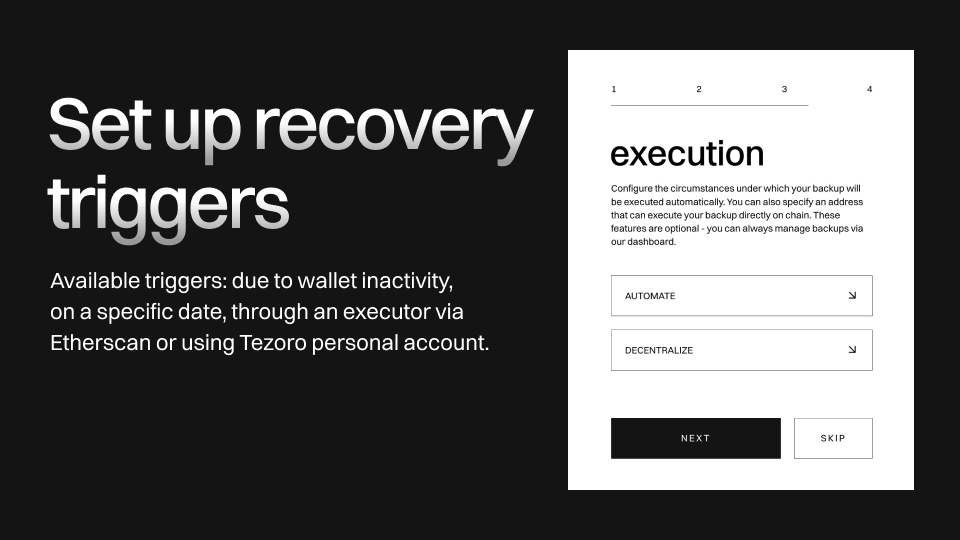 Set up recovery
triggers
Available triggers: due to wallet inactivity,
on a specific date, through an executor via
Etherscan or using Tezoro personal account.
1 2 3 4
execution
Configure the circumstances under which your backup will
be executed automatically. You can also specify an address
that can execute your backup directly on chain. These
features are optional - you can always manage backups via
our dashboard.
AUTOMATE
DECENTRALIZE
NEXT SKIP